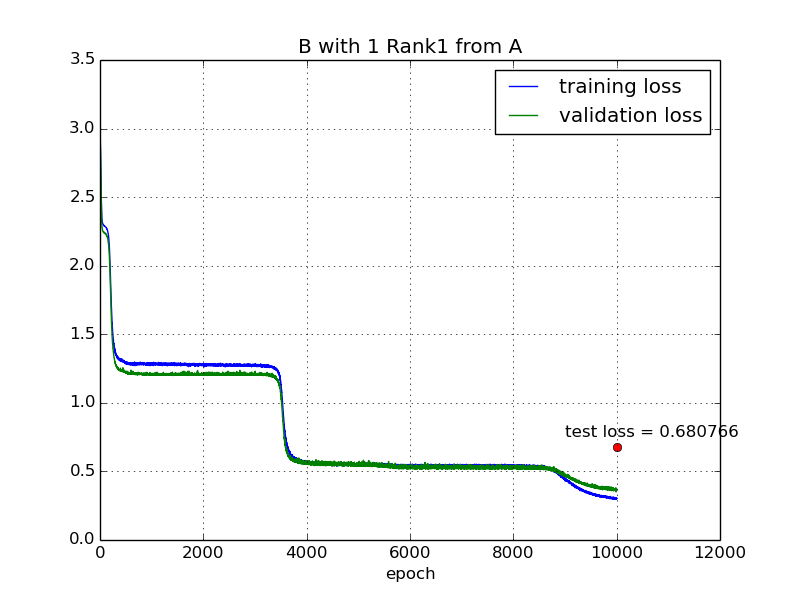 B with 1 Rank1 from A
3.5
3.0
2.5
2.0
1.5
1.0
0.5
0.0
training loss
validation loss
test loss = 0.680766
0 2000 4000 6000 8000 10000 12000
epoch